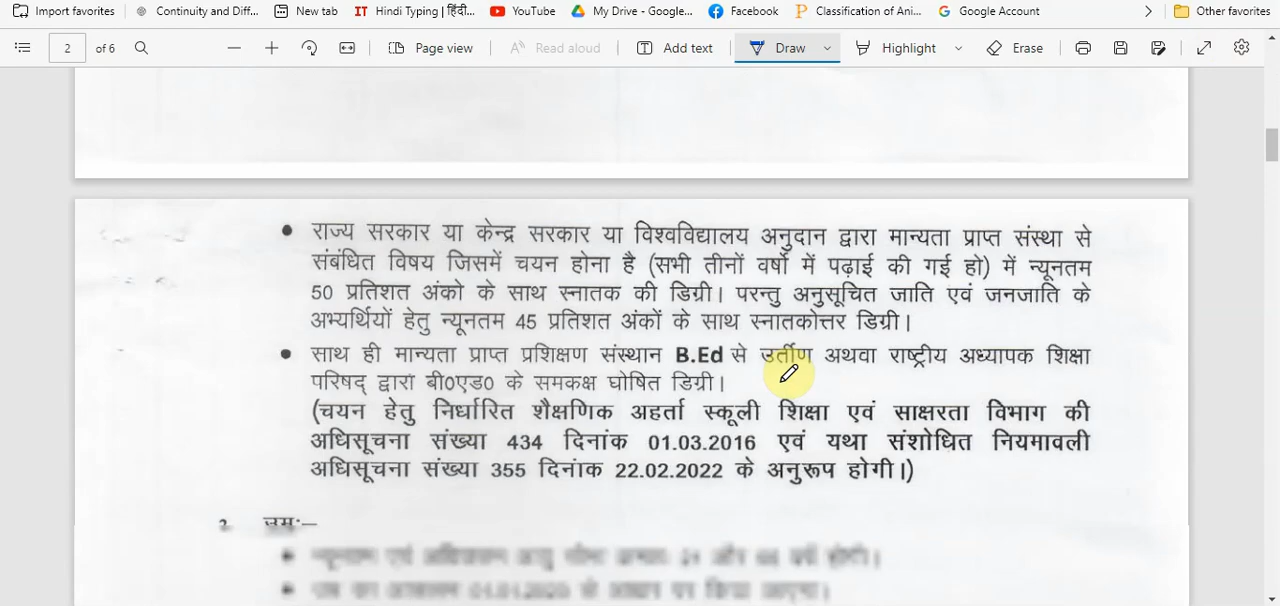 Import favorites Continuity and Diff... New tab IT Hindi Typing | हिंदी... YouTube My Drive - Google... Facebook Classification of Ani... Google Account Other favorites
2 of 6 Page view Read aloud Add text Draw Highlight Erase
राज्य सरकार या केन्द्र सरकार या विश्वविद्यालय अनुदान द्वारा मान्यता प्राप्त संस्था से
संबंधित विषय जिसमें चयन होना है (सभी तीनों वर्षो में पढ़ाई की गई हो) में न्यूनतम
50 प्रतिशत अंको के साथ स्नातक की डिग्री। परन्तु अनुसूचित जाति एवं जनजाति के
अभ्यर्थियों हेतु न्यूनतम 45 प्रतिशत अंकों के साथ स्नातकोत्तर डिग्री।
साथ ही मान्यता प्राप्त प्रशिक्षण संस्थान B.Ed से उर्तीण अथवा राष्ट्रीय अध्यापक शिक्षा
परिषद् द्वारा बी0एड0 के समकक्ष घोषित डिग्री।
(चयन हेतु निर्धारित शैक्षणिक अहर्ता स्कूली शिक्षा एवं साक्षरता विभाग की
अधिसूचना संख्या 434 दिनांक 01.03.2016 एवं यथा संशोधित नियमावली
अधिसूचना संख्या 355 दिनांक 22.02.2022 के अनुरूप होगी।)